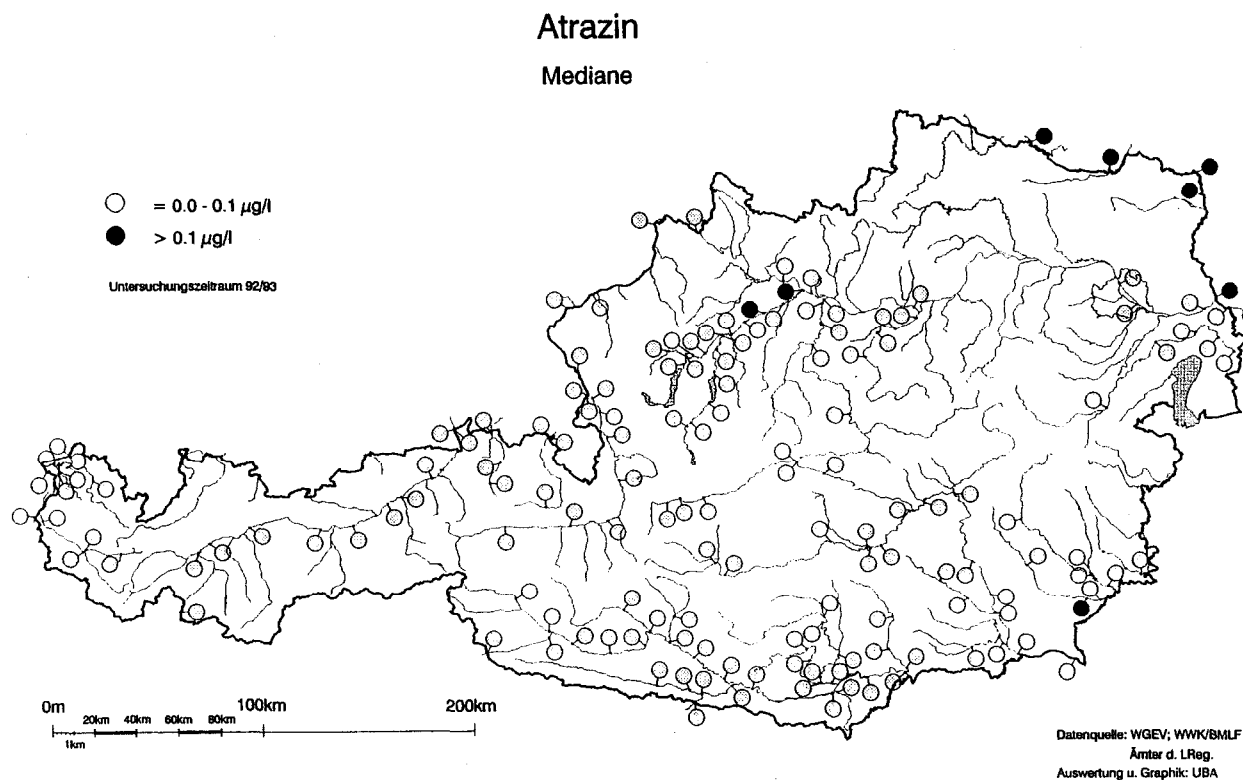 Atrazin
Mediane
= 0.0 - 0.1 µg/l
> 0.1 µg/l
Untersuchungszeitraum 92/93
0m 100km 200km
20km 40km 60km 80km
1km
Datenquelle: WGEV; WWK/BMLF
Ämter d. LReg.
Auswertung u. Graphik: UBA